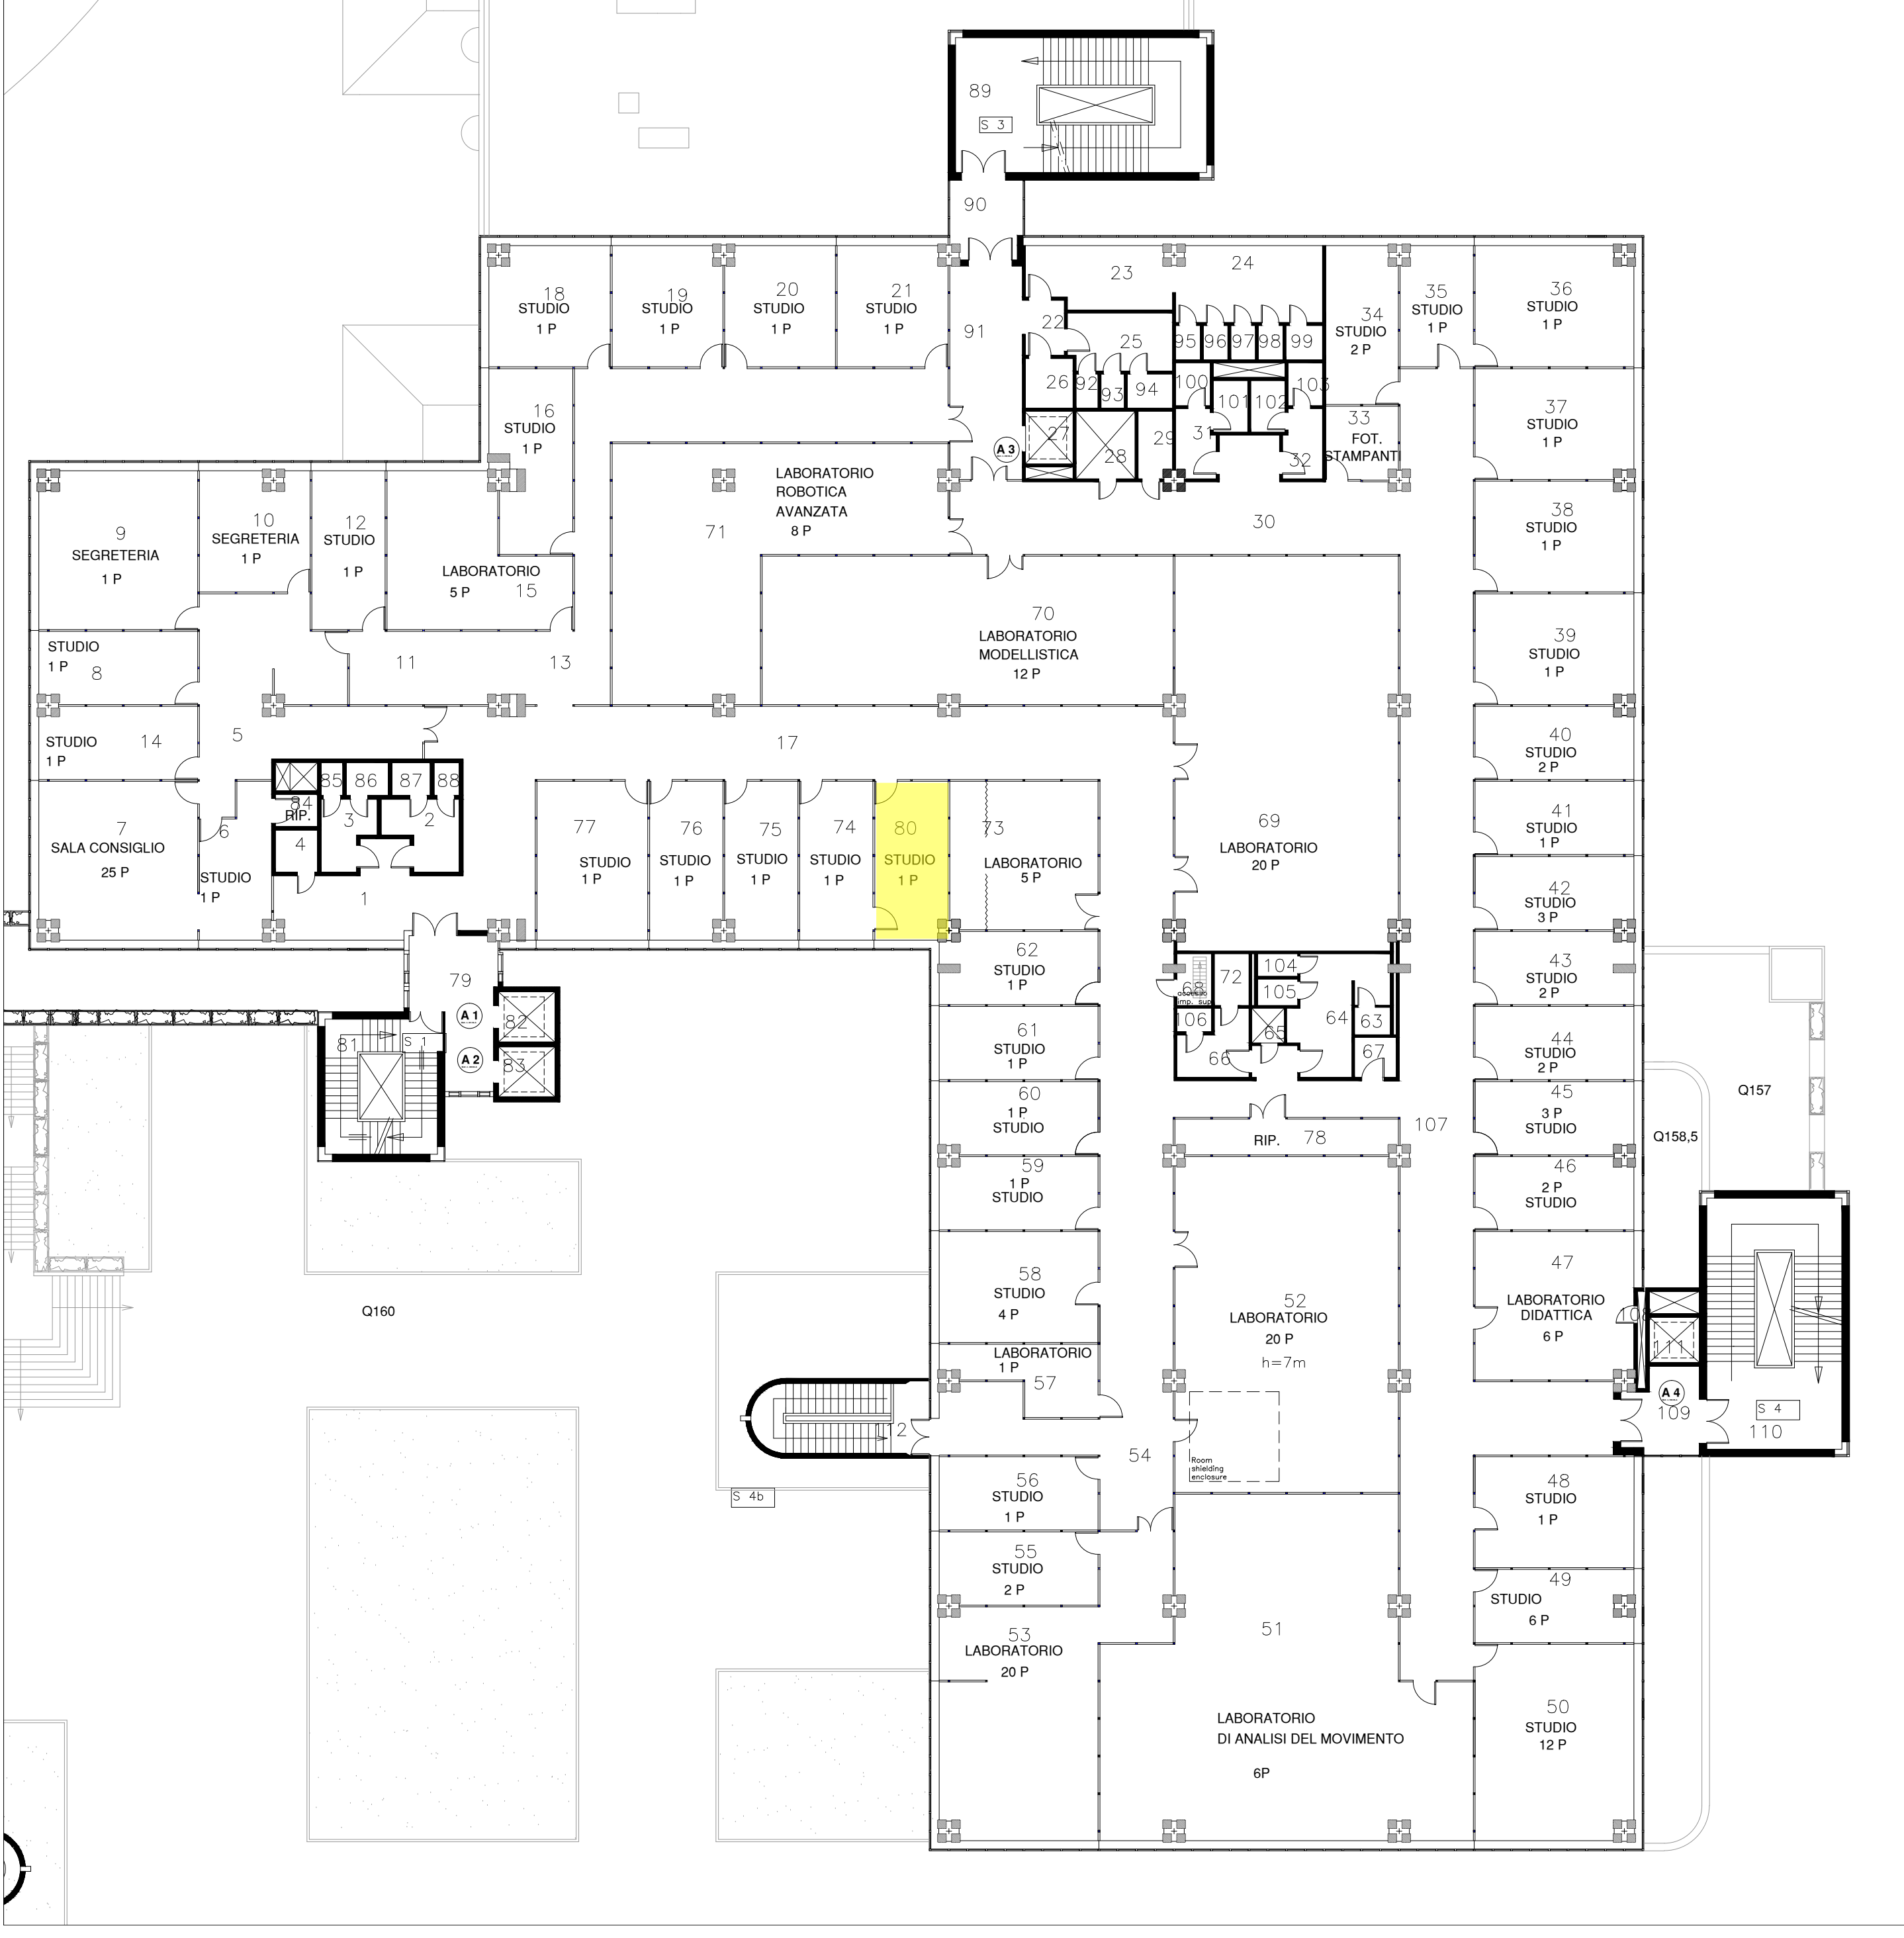 89
S 3
90
18
STUDIO
1 P
19
STUDIO
1 P
20
STUDIO
1 P
21
STUDIO
1 P
91
22
23
24
25
26
27
28
29
92
93
94
95
96
97
98
99
100
101
102
103
31
32
A 3
34
STUDIO
2 P
33
FOT.
STAMPANTI
35
STUDIO
1 P
36
STUDIO
1 P
16
STUDIO
1 P
37
STUDIO
1 P
9
SEGRETERIA
1 P
10
SEGRETERIA
1 P
12
STUDIO
1 P
LABORATORIO
5 P
15
71
LABORATORIO
ROBOTICA
AVANZATA
8 P
30
38
STUDIO
1 P
STUDIO
1 P
8
11
13
70
LABORATORIO
MODELLISTICA
12 P
39
STUDIO
1 P
STUDIO
1 P
14
5
17
40
STUDIO
2 P
7
SALA CONSIGLIO
25 P
6
STUDIO
1 P
84
RIP.
85
86
87
88
4
3
2
1
77
STUDIO
1 P
76
STUDIO
1 P
75
STUDIO
1 P
74
STUDIO
1 P
80
STUDIO
1 P
73
LABORATORIO
5 P
69
LABORATORIO
20 P
41
STUDIO
1 P
42
STUDIO
3 P
79
A 1
A 2
82
83
81
S 1
62
STUDIO
1 P
68
imp. sup.
72
104
105
106
66
65
64
63
67
43
STUDIO
2 P
61
STUDIO
1 P
44
STUDIO
2 P
60
1 P
STUDIO
RIP.
78
107
45
3 P
STUDIO
Q157
Q158,5
59
1 P
STUDIO
46
2 P
STUDIO
58
STUDIO
4 P
52
LABORATORIO
20 P
h=7m
47
LABORATORIO
DIDATTICA
6 P
108
111
Q160
LABORATORIO
1 P
57
A 4
109
S 4
110
12
54
Room
shielding
enclosure
S 4b
56
STUDIO
1 P
48
STUDIO
1 P
55
STUDIO
2 P
49
STUDIO
6 P
53
LABORATORIO
20 P
51
LABORATORIO
DI ANALISI DEL MOVIMENTO
6P
50
STUDIO
12 P